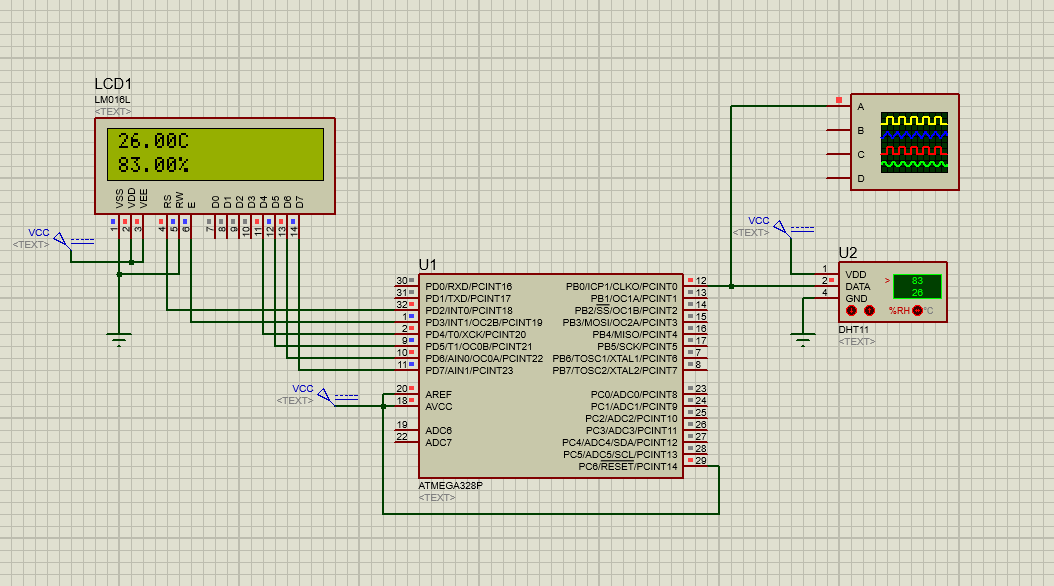 LCD1
LM016L
<TEXT>
26.00C
83.00%
VSS VDD VEE RS RW E D0 D1 D2 D3 D4 D5 D6 D7
1 2 3 4 5 6 7 8 9 10 11 12 13 14
VCC
<TEXT>
U1
30 PD0/RXD/PCINT16 PB0/ICP1/CLKO/PCINT0 12
31 PD1/TXD/PCINT17 PB1/OC1A/PCINT1 13
32 PD2/INT0/PCINT18 PB2/SS/OC1B/PCINT2 14
1 PD3/INT1/OC2B/PCINT19 PB3/MOSI/OC2A/PCINT3 15
2 PD4/T0/XCK/PCINT20 PB4/MISO/PCINT4 16
9 PD5/T1/OC0B/PCINT21 PB5/SCK/PCINT5 17
10 PD6/AIN0/OC0A/PCINT22 PB6/TOSC1/XTAL1/PCINT6 7
11 PD7/AIN1/PCINT23 PB7/TOSC2/XTAL2/PCINT7 8
VCC
<TEXT>
20 AREF PC0/ADC0/PCINT8 23
18 AVCC PC1/ADC1/PCINT9 24
PC2/ADC2/PCINT10 25
19 ADC6 PC3/ADC3/PCINT11 26
22 ADC7 PC4/ADC4/SDA/PCINT12 27
PC5/ADC5/SCL/PCINT13 28
PC6/RESET/PCINT14 29
ATMEGA328P
<TEXT>
A
B
C
D
VCC
<TEXT>
U2
1 VDD
2 DATA > 83
4 GND 26
%RH °C
DHT11
<TEXT>